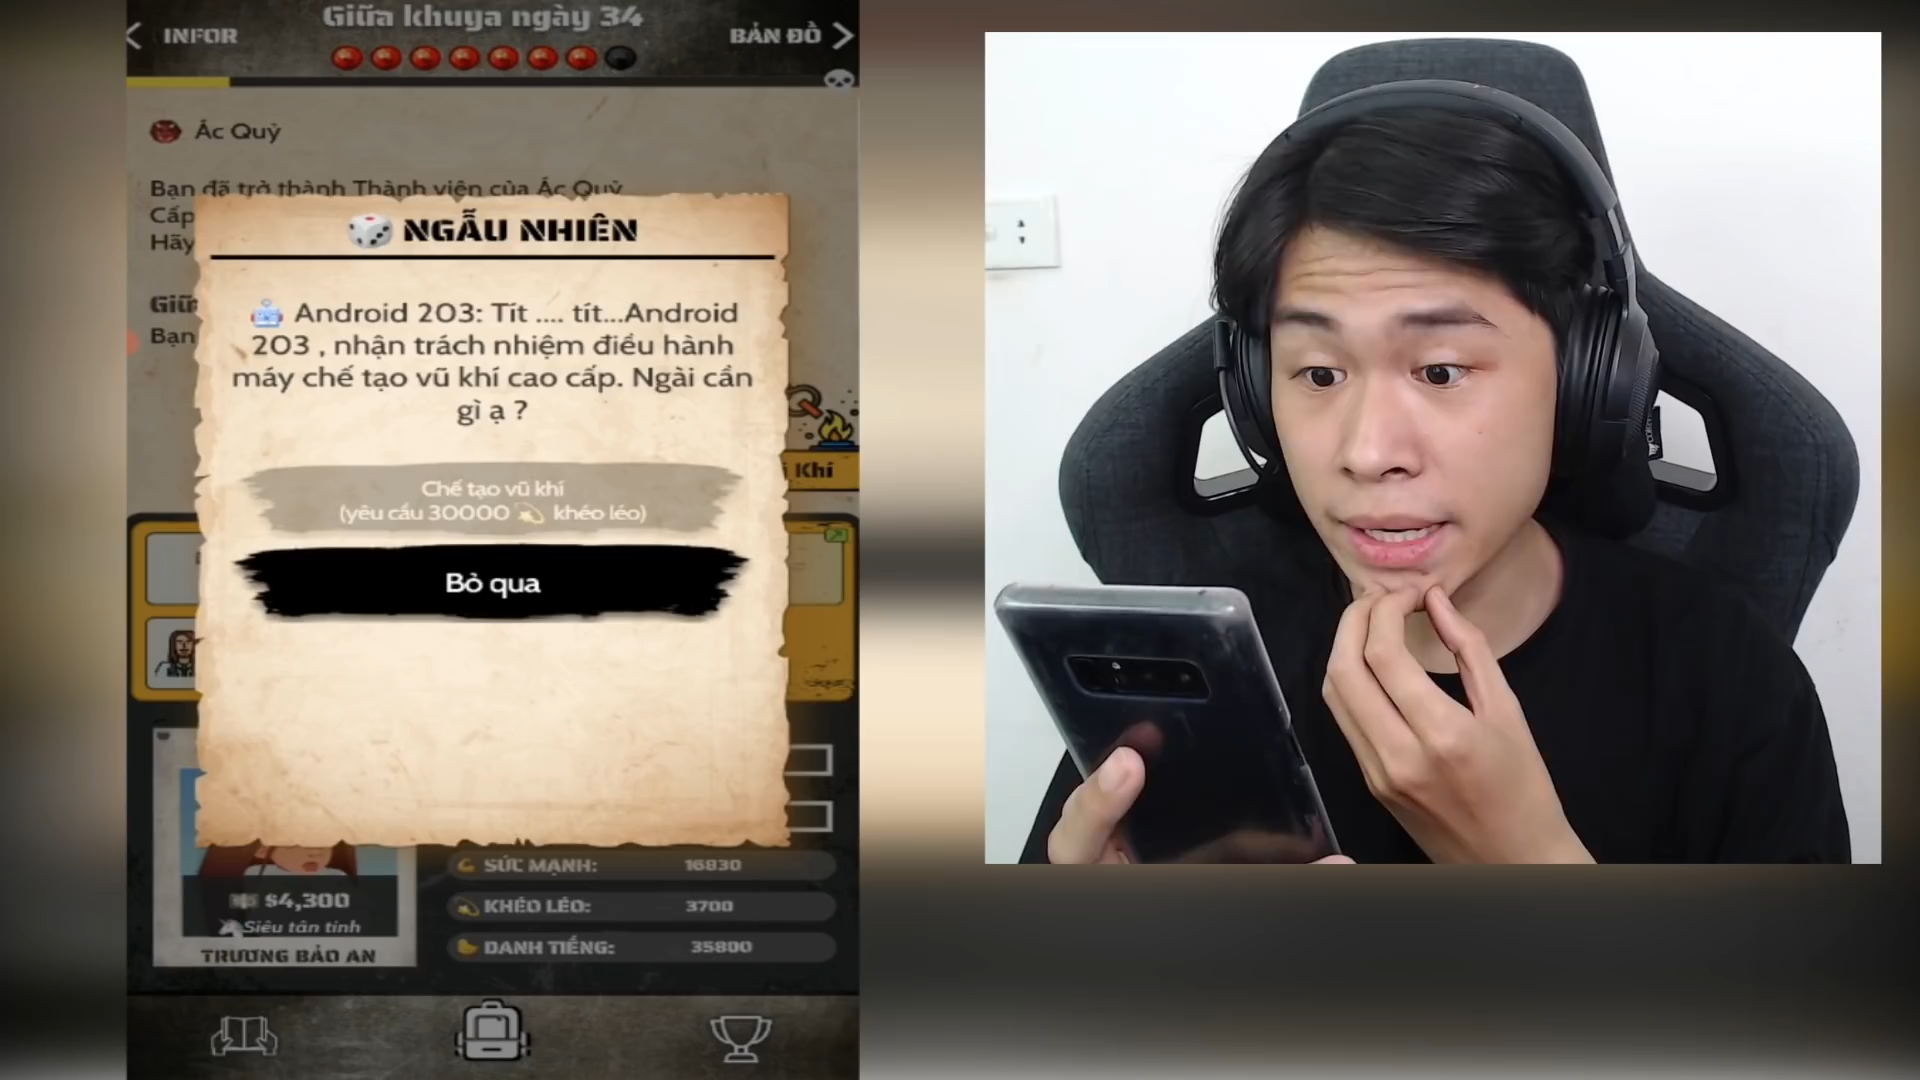 Giữa khuya ngày 34
INFOR
BẢN ĐỒ
Ác Quỷ
Bạn đã trở thành Thành viên của Ác Quỷ
Cấp
Hãy
NGẪU NHIÊN
Android 203: Tít .... tít...Android
203 , nhận trách nhiệm điều hành
máy chế tạo vũ khí cao cấp. Ngài cần
gì ạ ?
Giữa
Bạn
Khí
Chế tạo vũ khí
(yêu cầu 30000 khéo léo)
Bỏ qua
SỨC MẠNH: 16830
$4,300
KHÉO LÉO: 3700
Siêu tán tỉnh
DANH TIẾNG: 35800
TRƯƠNG BẢO AN